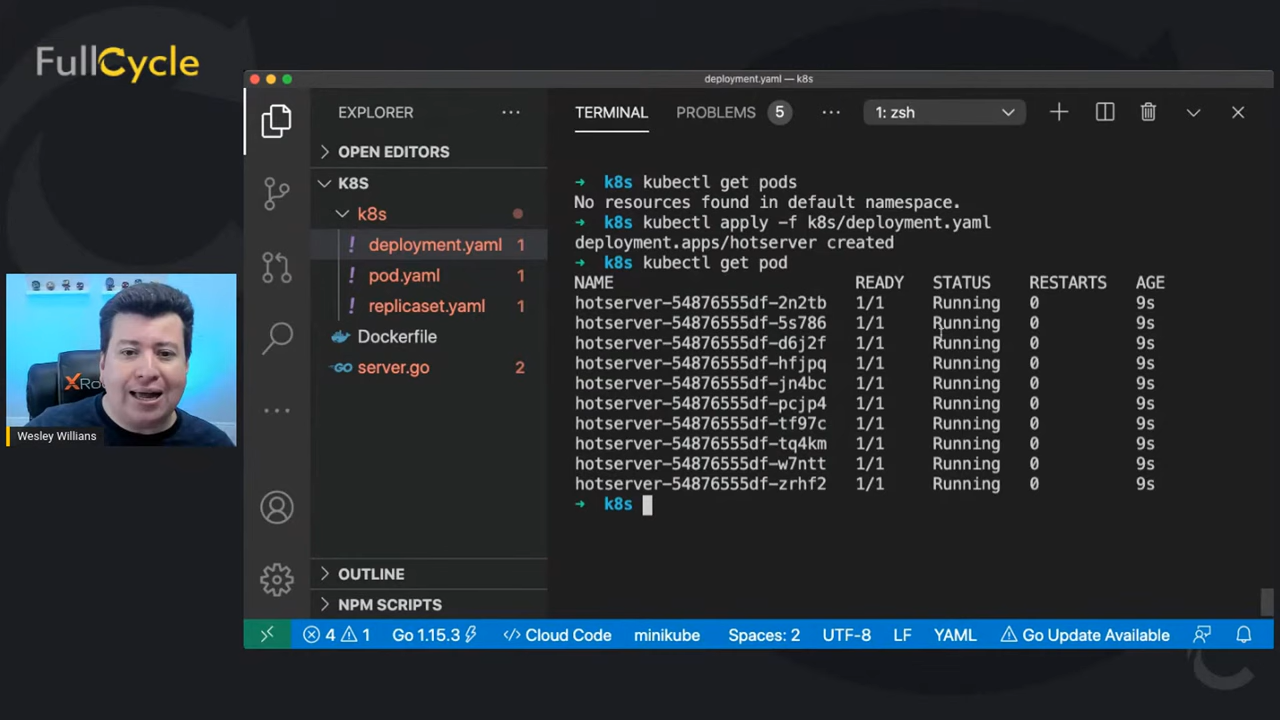 FullCycle
deployment.yaml — k8s
EXPLORER
OPEN EDITORS
K8S
k8s
! deployment.yaml 1
! pod.yaml 1
! replicaset.yaml 1
Dockerfile
GO server.go 2
OUTLINE
NPM SCRIPTS
TERMINAL PROBLEMS 5 1: zsh
➜ k8s kubectl get pods
No resources found in default namespace.
➜ k8s kubectl apply -f k8s/deployment.yaml
deployment.apps/hotserver created
➜ k8s kubectl get pod
NAME READY STATUS RESTARTS AGE
hotserver-54876555df-2n2tb 1/1 Running 0 9s
hotserver-54876555df-5s786 1/1 Running 0 9s
hotserver-54876555df-d6j2f 1/1 Running 0 9s
hotserver-54876555df-hfjpq 1/1 Running 0 9s
hotserver-54876555df-jn4bc 1/1 Running 0 9s
hotserver-54876555df-pcjp4 1/1 Running 0 9s
hotserver-54876555df-tf97c 1/1 Running 0 9s
hotserver-54876555df-tq4km 1/1 Running 0 9s
hotserver-54876555df-w7ntt 1/1 Running 0 9s
hotserver-54876555df-zrhf2 1/1 Running 0 9s
➜ k8s
Wesley Willians
4 1 Go 1.15.3 Cloud Code minikube Spaces: 2 UTF-8 LF YAML Go Update Available